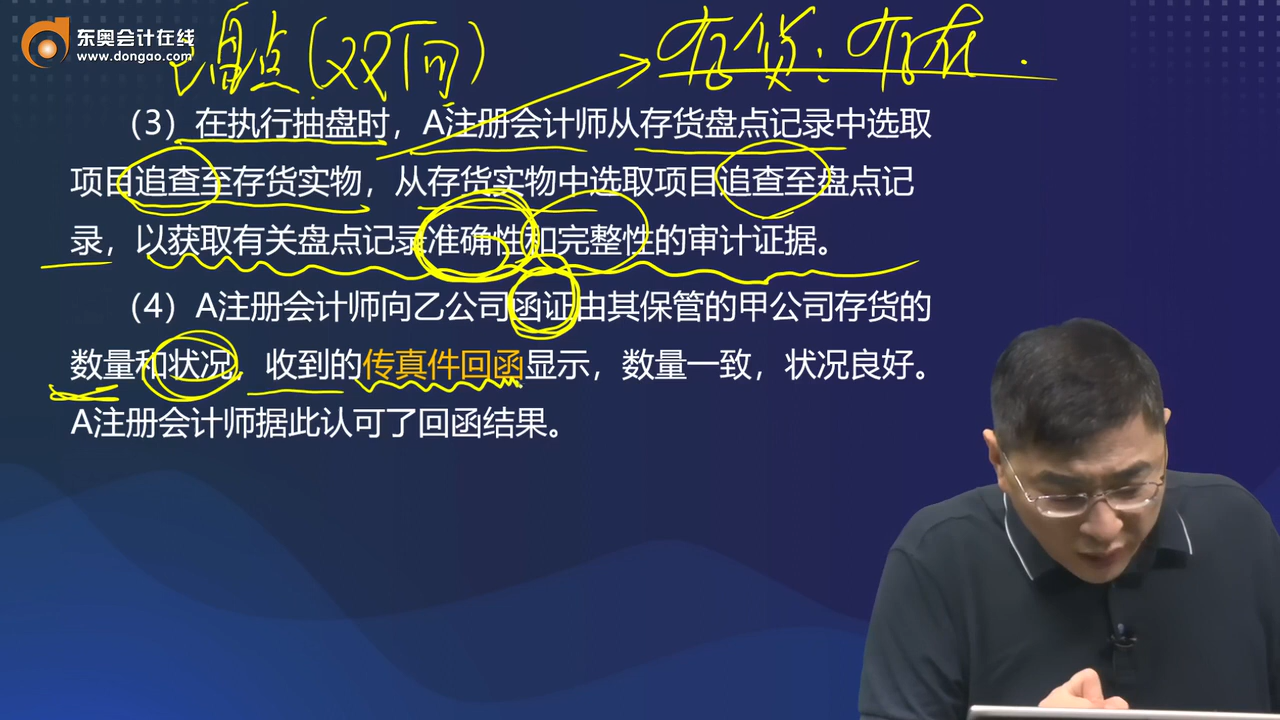 东奥会计在线
www.dongao.com
盘点(双向)
存货:存在.
（3）在执行抽盘时，A注册会计师从存货盘点记录中选取
项目追查至存货实物，从存货实物中选取项目追查至盘点记
录，以获取有关盘点记录准确性和完整性的审计证据。
（4）A注册会计师向乙公司函证由其保管的甲公司存货的
数量和状况，收到的传真件回函显示，数量一致，状况良好。
A注册会计师据此认可了回函结果。